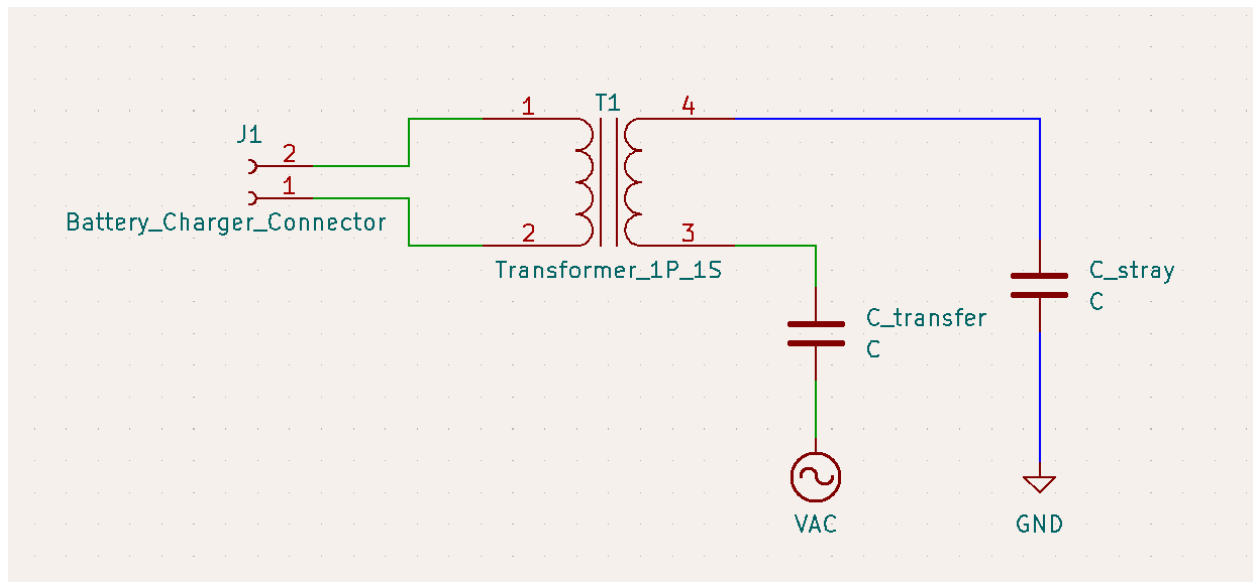 T1
1
4
J1
2
1
Battery_Charger_Connector
2
3
Transformer_1P_1S
C_stray
C
C_transfer
C
VAC
GND